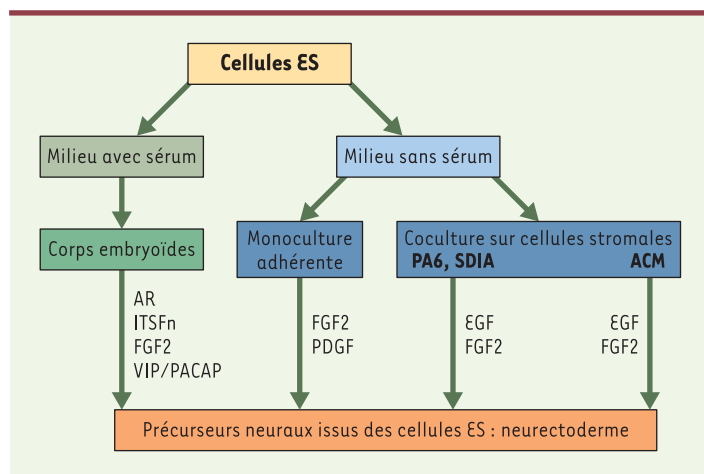 Cellules ES
Milieu avec sérum
Milieu sans sérum
Corps embryoïdes
Monoculture
adhérente
Coculture sur cellules stromales
PA6, SDIA ACM
AR
ITSFn
FGF2
VIP/PACAP
FGF2
PDGF
EGF
FGF2
EGF
FGF2
Précurseurs neuraux issus des cellules ES : neurectoderme